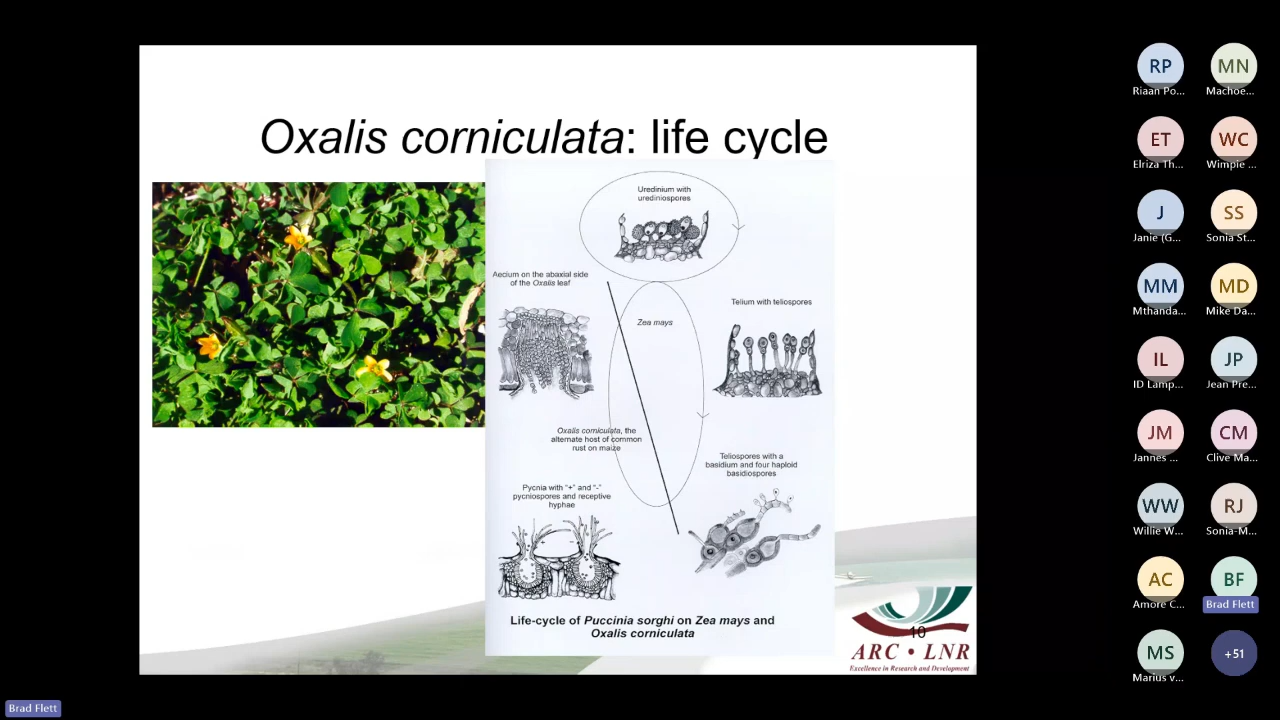 Oxalis corniculata: life cycle
Uredinium with
urediniospores
Aecium on the abaxial side
of the Oxalis leaf
Telium with teliospores
Zea mays
Oxalis corniculata, the
alternate host of common
rust on maize
Teliospores with a
basidium and four haploid
basidiospores
Pycnia with "+" and "-"
pycniospores and receptive
hyphae
Life-cycle of Puccinia sorghi on Zea mays and
Oxalis corniculata
10
ARC • LNR
Excellence in Research and Development
RP
Riaan Po...
MN
Machoe...
ET
Elriza Th...
WC
Wimpie ...
J
Janie (G...
SS
Sonia St...
MM
Mthanda...
MD
Mike Da...
IL
ID Lamp...
JP
Jean Pre...
JM
Jannes ...
CM
Clive Ma...
WW
Willie W...
RJ
Sonia-M...
AC
Amore C...
BF
Brad Flett
MS
Marius v...
+51
Brad Flett